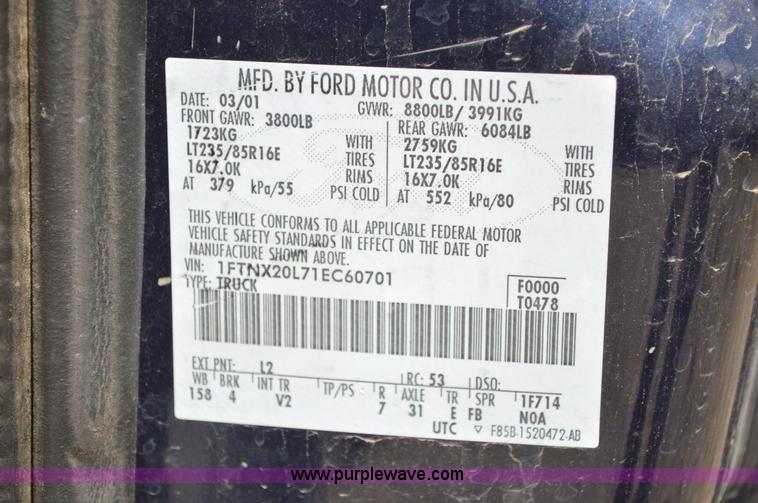 MFD. BY FORD MOTOR CO. IN U.S.A.
DATE: 03/01 GVWR: 8800LB/ 3991KG
FRONT GAWR: 3800LB REAR GAWR: 6084LB
1723KG WITH 2759KG WITH
LT235/85R16E TIRES LT235/85R16E TIRES
16X7.0K RIMS 16X7.0K RIMS
AT 379 kPa/55 PSI COLD AT 552 kPa/80 PSI COLD
THIS VEHICLE CONFORMS TO ALL APPLICABLE FEDERAL MOTOR
VEHICLE SAFETY STANDARDS IN EFFECT ON THE DATE OF
MANUFACTURE SHOWN ABOVE.
VIN: 1FTNX20L71EC60701 F0000
TYPE: TRUCK T0478
EXT PNT: L2 RC: 53 DSO:
WB BRK INT TR TP/PS R AXLE TR SPR 1F714
158 4 V2 7 31 E FB N0A
UTC ▽ F85B-1520472-AB
www.purplewave.com